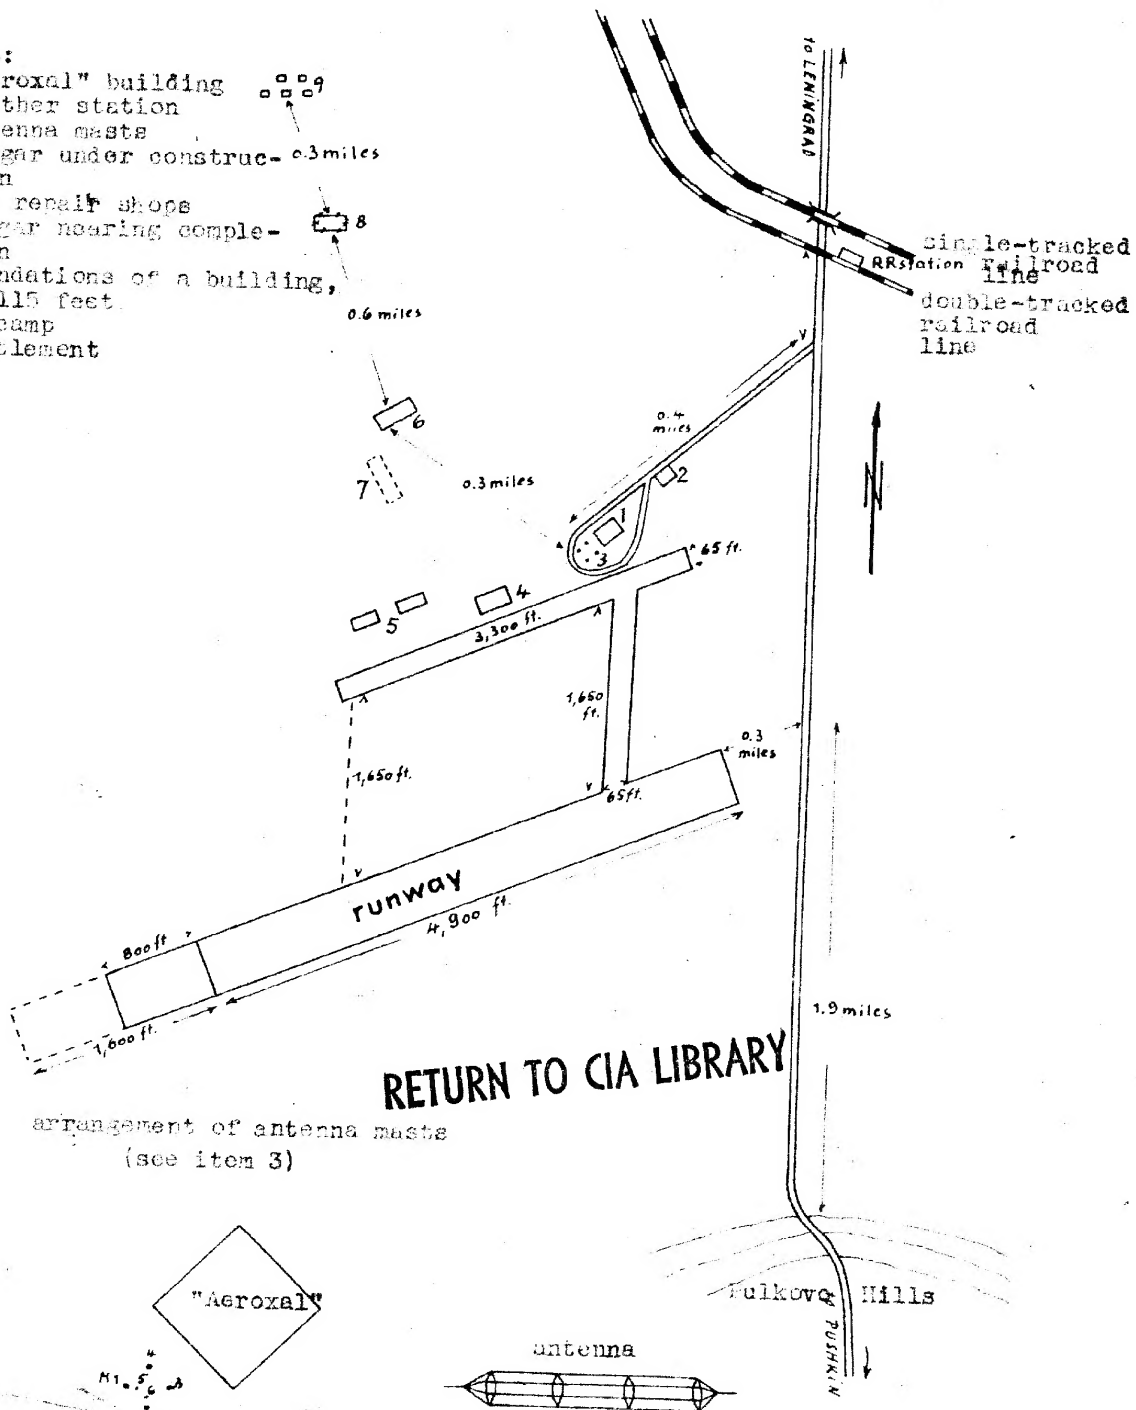 :
roxal" building
ther station
enna masts
gar under construc-
n
repair shops
gar nearing comple-
n
ndations of a building,
115 feet
camp
tlement
9
0.3 miles
8
0.6 miles
6
7
0.3 miles
to LENINGRAD
RRstation
single-tracked
railroad
line
double-tracked
railroad
line
0.4
miles
2
1
3
N
65 ft.
4
5
3,300 ft.
1,650
ft.
1,650 ft.
65 ft.
0.3
miles
runway
4,900 ft.
800 ft
1,600 ft.
1.9 miles
RETURN TO CIA LIBRARY
arrangement of antenna masts
(see item 3)
"Aeroxal"
4
M1
5
6
3
antenna
Pulkovo Hills
PUSHKIN